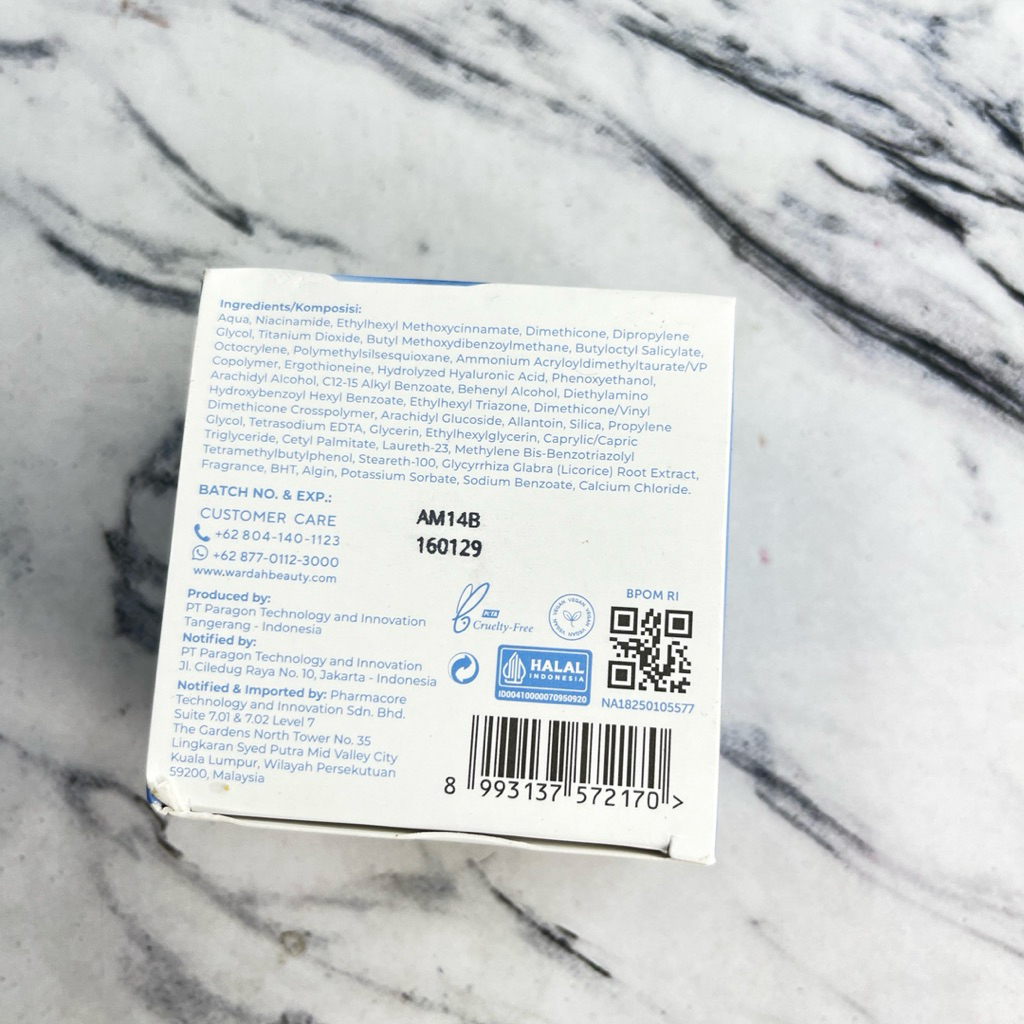 Ingredients/Komposisi:
Aqua, Niacinamide, Ethylhexyl Methoxycinnamate, Dimethicone, Dipropylene
Glycol, Titanium Dioxide, Butyl Methoxydibenzoylmethane, Butyloctyl Salicylate,
Octocrylene, Polymethylsilsesquioxane, Ammonium Acryloyldimethyltaurate/VP
Copolymer, Ergothioneine, Hydrolyzed Hyaluronic Acid, Phenoxyethanol,
Arachidyl Alcohol, C12-15 Alkyl Benzoate, Behenyl Alcohol, Diethylamino
Hydroxybenzoyl Hexyl Benzoate, Ethylhexyl Triazone, Dimethicone/Vinyl
Dimethicone Crosspolymer, Arachidyl Glucoside, Allantoin, Silica, Propylene
Glycol, Tetrasodium EDTA, Glycerin, Ethylhexylglycerin, Caprylic/Capric
Triglyceride, Cetyl Palmitate, Laureth-23, Methylene Bis-Benzotriazolyl
Tetramethylbutylphenol, Steareth-100, Glycyrrhiza Glabra (Licorice) Root Extract,
Fragrance, BHT, Algin, Potassium Sorbate, Sodium Benzoate, Calcium Chloride.
BATCH NO. & EXP.:
AM14B
160129
CUSTOMER CARE
+62 804-140-1123
+62 877-0112-3000
www.wardahbeauty.com
Produced by:
PT Paragon Technology and Innovation
Tangerang - Indonesia
Notified by:
PT Paragon Technology and Innovation
Jl. Ciledug Raya No. 10, Jakarta - Indonesia
Notified & Imported by: Pharmacore
Technology and Innovation Sdn. Bhd.
Suite 7.01 & 7.02 Level 7
The Gardens North Tower No. 35
Lingkaran Syed Putra Mid Valley City
Kuala Lumpur, Wilayah Persekutuan
59200, Malaysia
PETA
Cruelty-Free
VEGAN VEGAN VEGAN VEGAN
BPOM RI
NA18250105577
HALAL
INDONESIA
ID00410000070950920
8 993137 572170 >